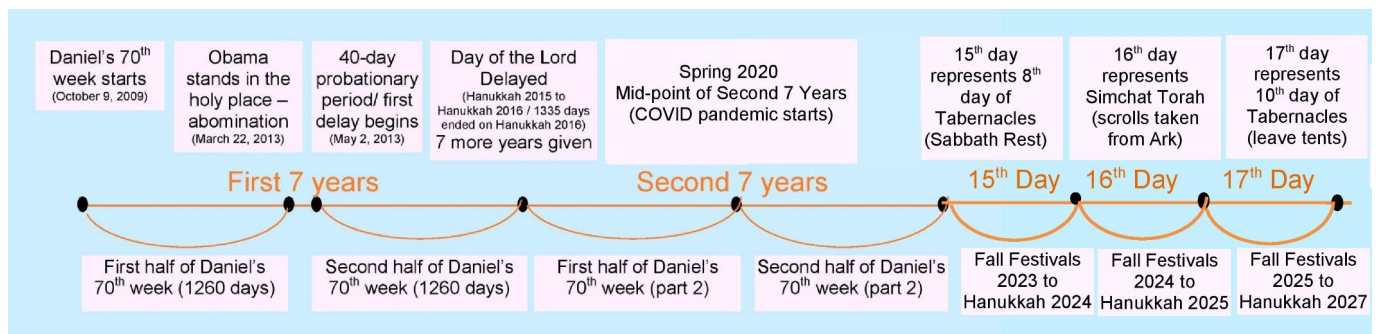 Daniel's 70th
week starts
(October 9, 2009)
Obama
stands in the
holy place –
abomination
(March 22, 2013)
40-day
probationary
period/ first
delay begins
(May 2, 2013)
Day of the Lord
Delayed
(Hanukkah 2015 to
Hanukkah 2016 / 1335 days
ended on Hanukkah 2016)
7 more years given
Spring 2020
Mid-point of Second 7 Years
(COVID pandemic starts)
15th day
represents 8th
day of
Tabernacles
(Sabbath Rest)
16th day
represents
Simchat Torah
(scrolls taken
from Ark)
17th day
represents
10th day of
Tabernacles
(leave tents)
First 7 years
Second 7 years
15th Day
16th Day
17th Day
First half of Daniel's
70th week (1260 days)
Second half of Daniel's
70th week (1260 days)
First half of Daniel's
70th week (part 2)
Second half of Daniel's
70th week (part 2)
Fall Festivals
2023 to
Hanukkah 2024
Fall Festivals
2024 to
Hanukkah 2025
Fall Festivals
2025 to
Hanukkah 2027